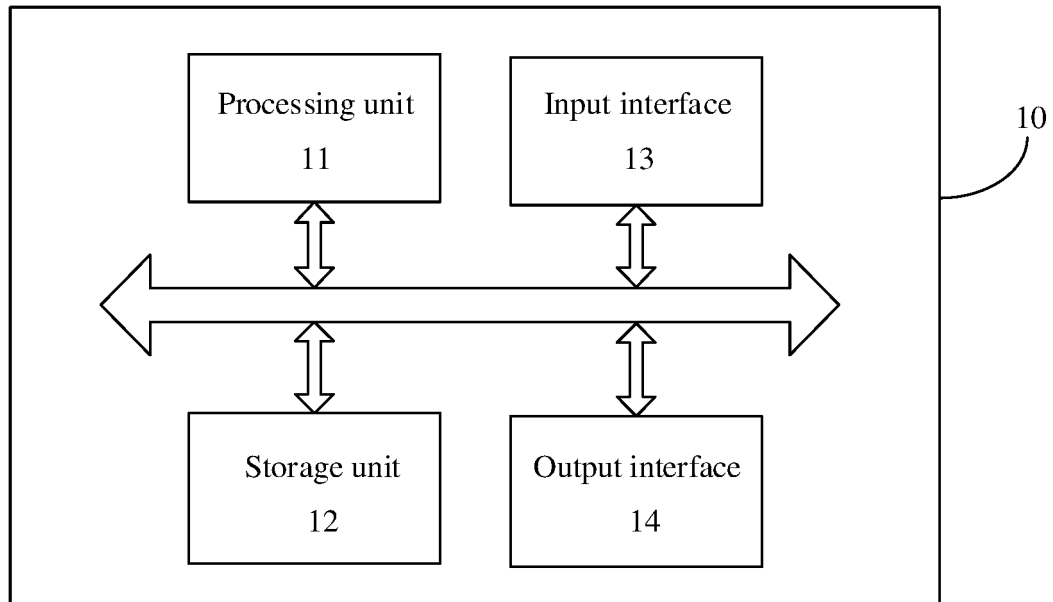 Processing unit
11
Input interface
13
10
Storage unit
12
Output interface
14